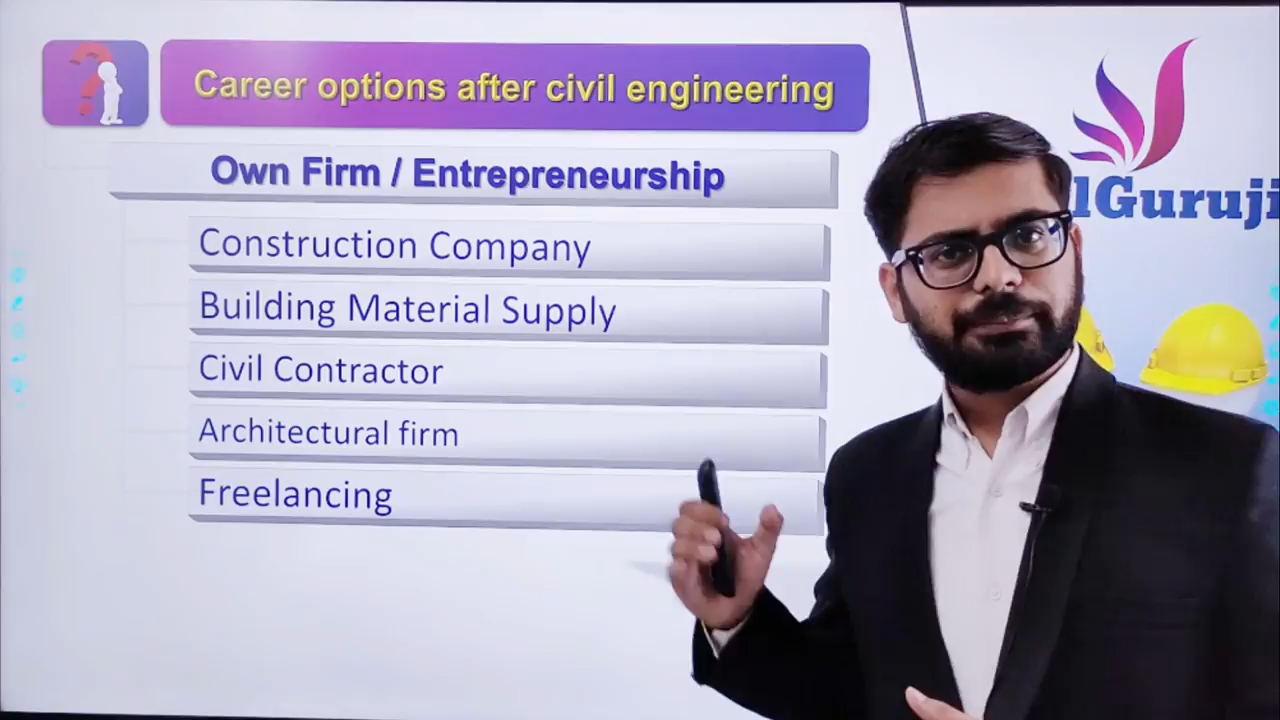 Career options after civil engineering
Own Firm / Entrepreneurship
Construction Company
Building Material Supply
Civil Contractor
Architectural firm
Freelancing
lGuruji